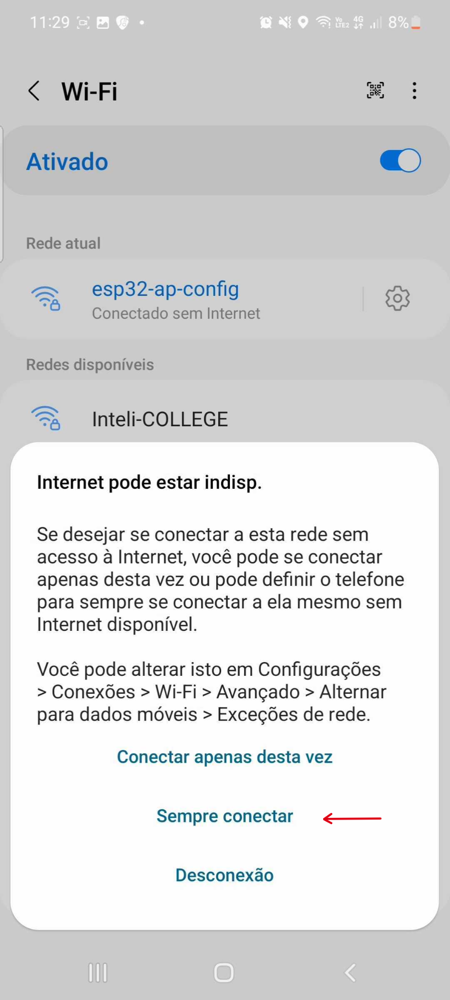 11:29
Vo LTE2 4G 8%
Wi-Fi
Ativado
Rede atual
esp32-ap-config
Conectado sem Internet
Redes disponíveis
Inteli-COLLEGE
Internet pode estar indisp.
Se desejar se conectar a esta rede sem
acesso à Internet, você pode se conectar
apenas desta vez ou pode definir o telefone
para sempre se conectar a ela mesmo sem
Internet disponível.
Você pode alterar isto em Configurações
> Conexões > Wi-Fi > Avançado > Alternar
para dados móveis > Exceções de rede.
Conectar apenas desta vez
Sempre conectar
Desconexão